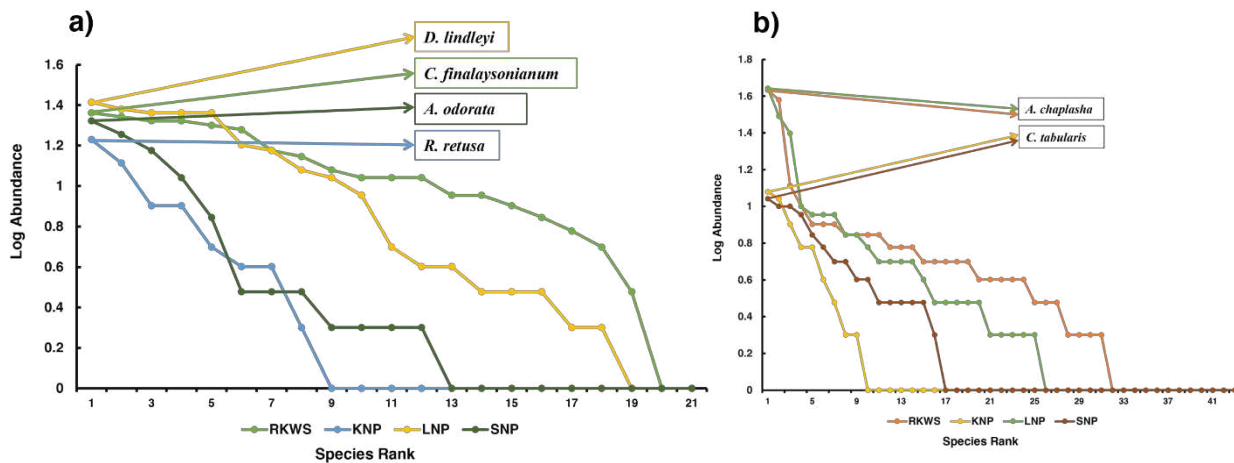 a)
D. lindleyi
C. finalaysonianum
A. odorata
R. retusa
1.6
1.4
1.2
1
0.8
0.6
0.4
0.2
0
Log Abundance
1 3 5 7 9 11 13 15 17 19 21
RKWS KNP LNP SNP
Species Rank
b)
A. chaplasha
C. tabularis
1.8
1.6
1.4
1.2
1
0.8
0.6
0.4
0.2
0
Log Abundance
1 5 9 13 17 21 25 29 33 37 41
RKWS KNP LNP SNP
Species Rank